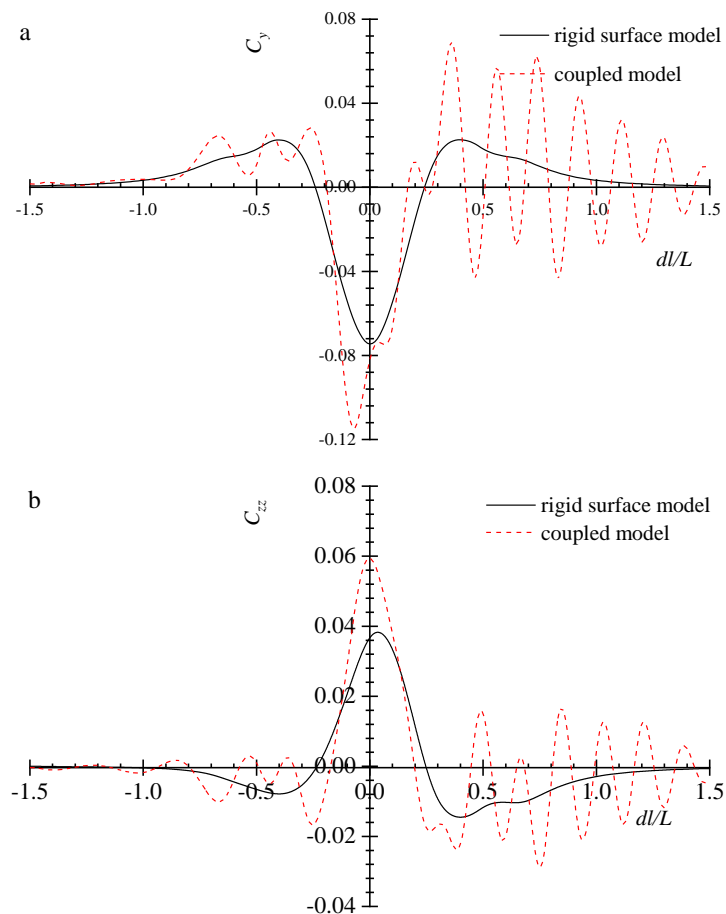 a
C_y
0.08
rigid surface model
coupled model
0.04
0.00
-1.5 -1.0 -0.5 0.0 0.5 1.0 1.5
dl/L
-0.04
-0.08
-0.12
b
C_zz
0.08
rigid surface model
coupled model
0.06
0.04
0.02
0.00
-1.5 -1.0 -0.5 0.0 0.5 1.0 1.5
dl/L
-0.02
-0.04